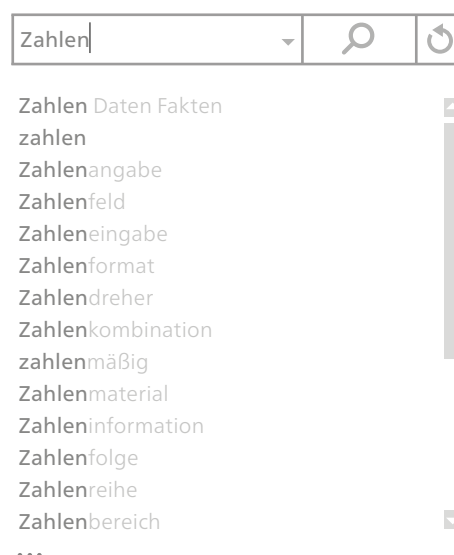 Zahlen
Zahlen Daten Fakten
zahlen
Zahlenangabe
Zahlenfeld
Zahleneingabe
Zahlenformat
Zahlendreher
Zahlenkombination
zahlenmäßig
Zahlenmaterial
Zahleninformation
Zahlenfolge
Zahlenreihe
Zahlenbereich
...